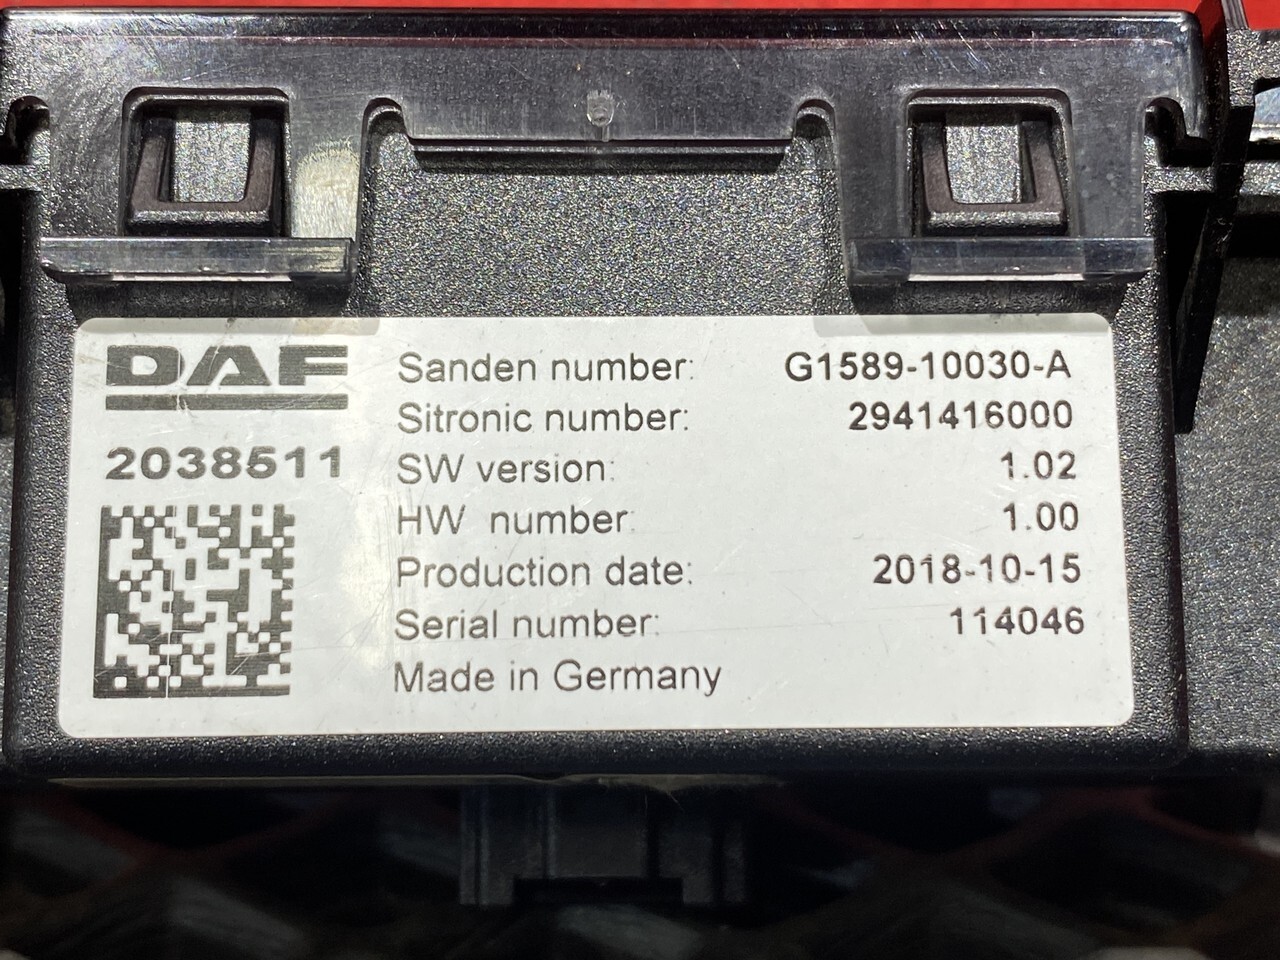 DAF
2038511
Sanden number: G1589-10030-A
Sitronic number: 2941416000
SW version: 1.02
HW number: 1.00
Production date: 2018-10-15
Serial number: 114046
Made in Germany